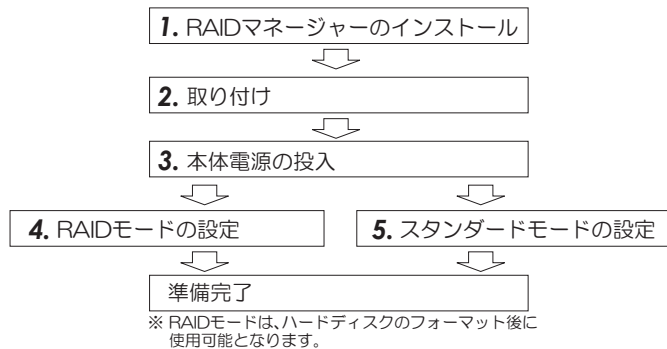 1. RAIDマネージャーのインストール
2. 取り付け
3. 本体電源の投入
4. RAIDモードの設定
5. スタンダードモードの設定
準備完了
※ RAIDモードは、ハードディスクのフォーマット後に
使用可能となります。